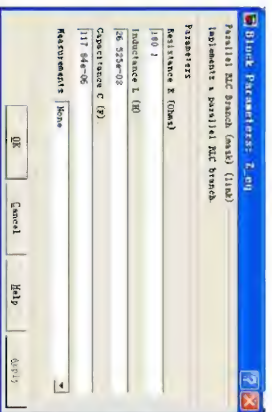 Block Parameters: Z_eq
Parallel RLC Branch (mask) (link)
Implements a parallel RLC branch.
Parameters
Resistance R (Ohms)
180.1
Inductance L (H)
26.525e-03
Capacitance C (F)
117.84e-06
Measurements None
OK Cancel Help Apply